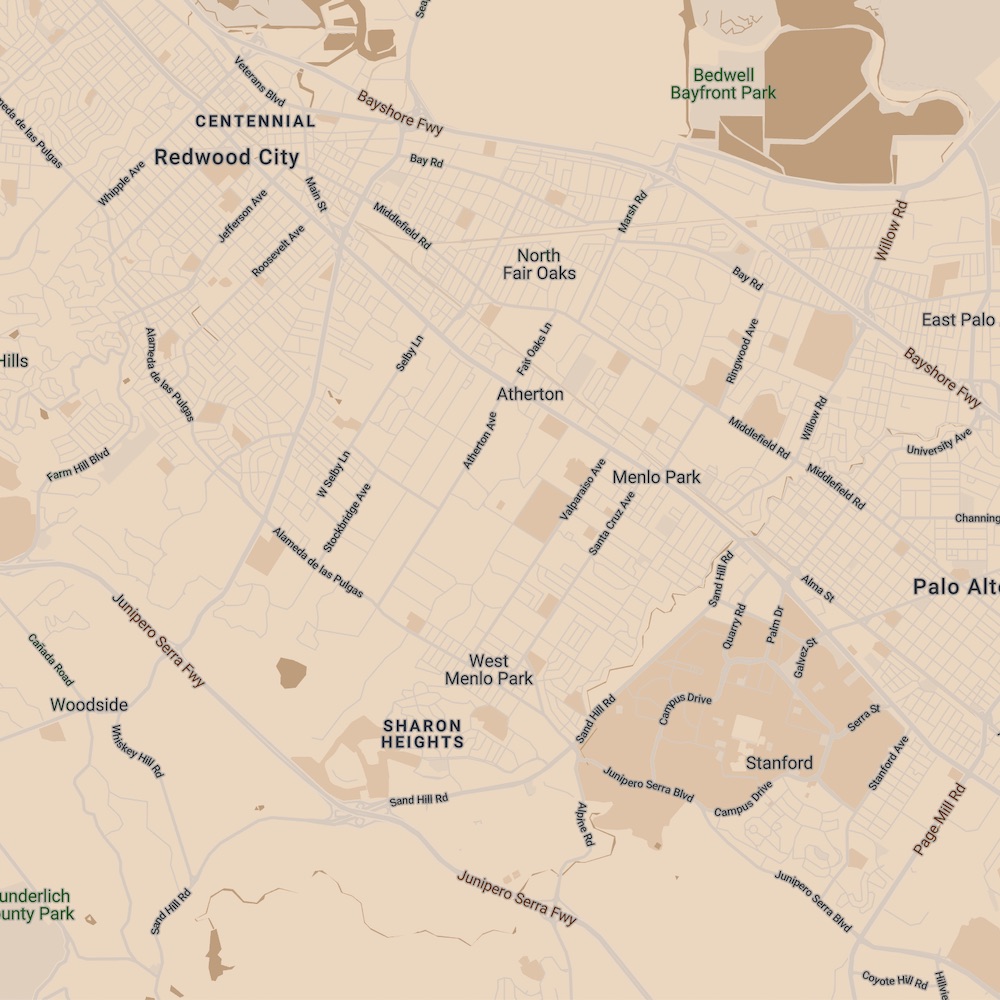 Veterans Blvd
Bedwell
Bayfront Park
Bayshore Fwy
CENTENNIAL
Redwood City
Bay Rd
de las Pulgas
Whipple Ave
Jefferson Ave
Main St
Roosevelt Ave
Middlefield Rd
Marsh Rd
Willow Rd
North
Fair Oaks
Bay Rd
East Palo
Hills
Alameda de las Pulgas
Selby Ln
Fair Oaks Ln
Ringwood Ave
Bayshore Fwy
Atherton
Atherton Ave
Willow Rd
Middlefield Rd
University Ave
Farm Hill Blvd
W Selby Ln
Stockbridge Ave
Valparaiso Ave
Menlo Park
Santa Cruz Ave
Middlefield Rd
Channing
Alameda de las Pulgas
Sand Hill Rd
Alma St
Palo Alto
Junipero Serra Fwy
Quarry Rd
Palm Dr
Galvez St
Cañada Road
West
Menlo Park
Woodside
Whiskey Hill Rd
SHARON
HEIGHTS
Sand Hill Rd
Campus Drive
Serra St
Stanford
Stanford Ave
Junipero Serra Blvd
Campus Drive
Sand Hill Rd
Alpine Rd
Page Mill Rd
Junipero Serra Fwy
Junipero Serra Blvd
underlich
ounty Park
Sand Hill Rd
Coyote Hill Rd
Hillvie